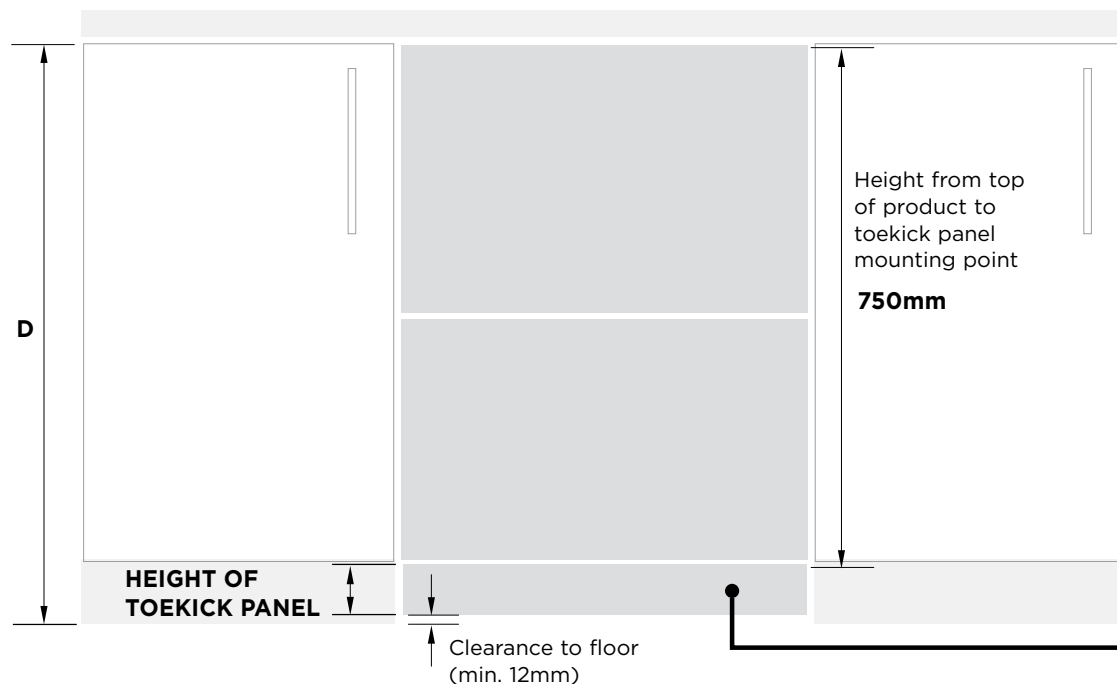 D
Height from top
of product to
toekick panel
mounting point
750mm
HEIGHT OF
TOEKICK PANEL
Clearance to floor
(min. 12mm)